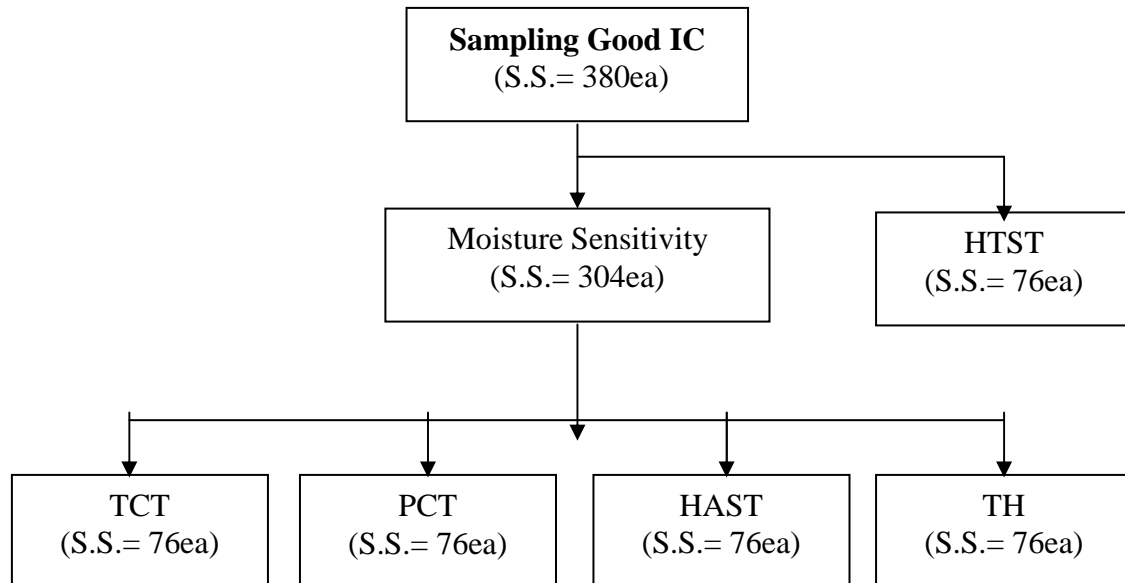 Sampling Good IC
(S.S.= 380ea)
Moisture Sensitivity
(S.S.= 304ea)
HTST
(S.S.= 76ea)
TCT
(S.S.= 76ea)
PCT
(S.S.= 76ea)
HAST
(S.S.= 76ea)
TH
(S.S.= 76ea)